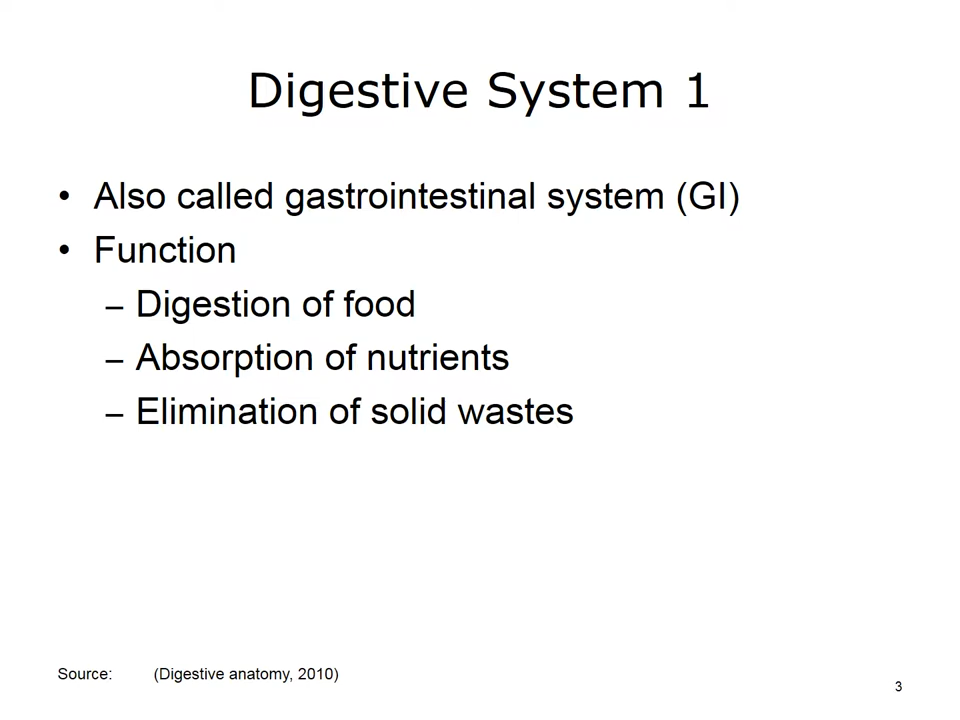 Digestive System 1
• Also called gastrointestinal system (GI)
• Function
– Digestion of food
– Absorption of nutrients
– Elimination of solid wastes
Source: (Digestive anatomy, 2010)
3